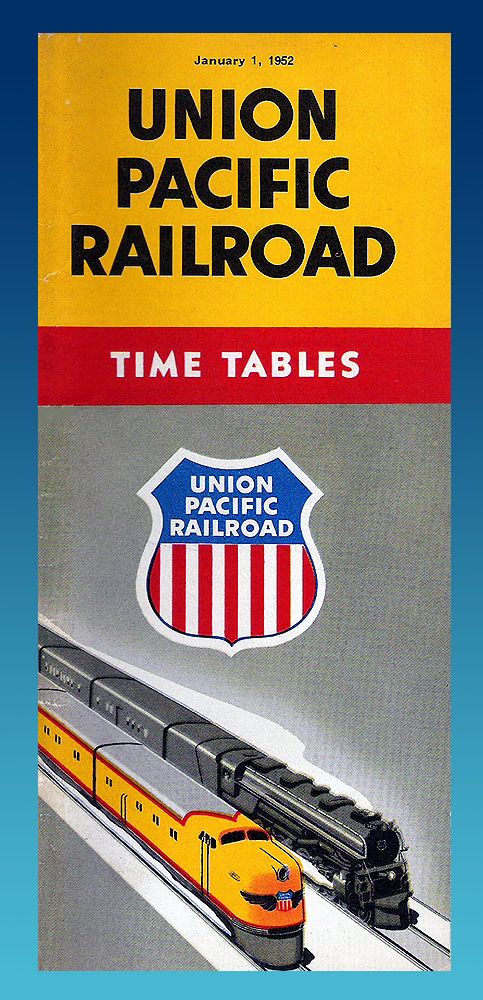 January 1, 1952
UNION
PACIFIC
RAILROAD
TIME TABLES
UNION
PACIFIC
RAILROAD